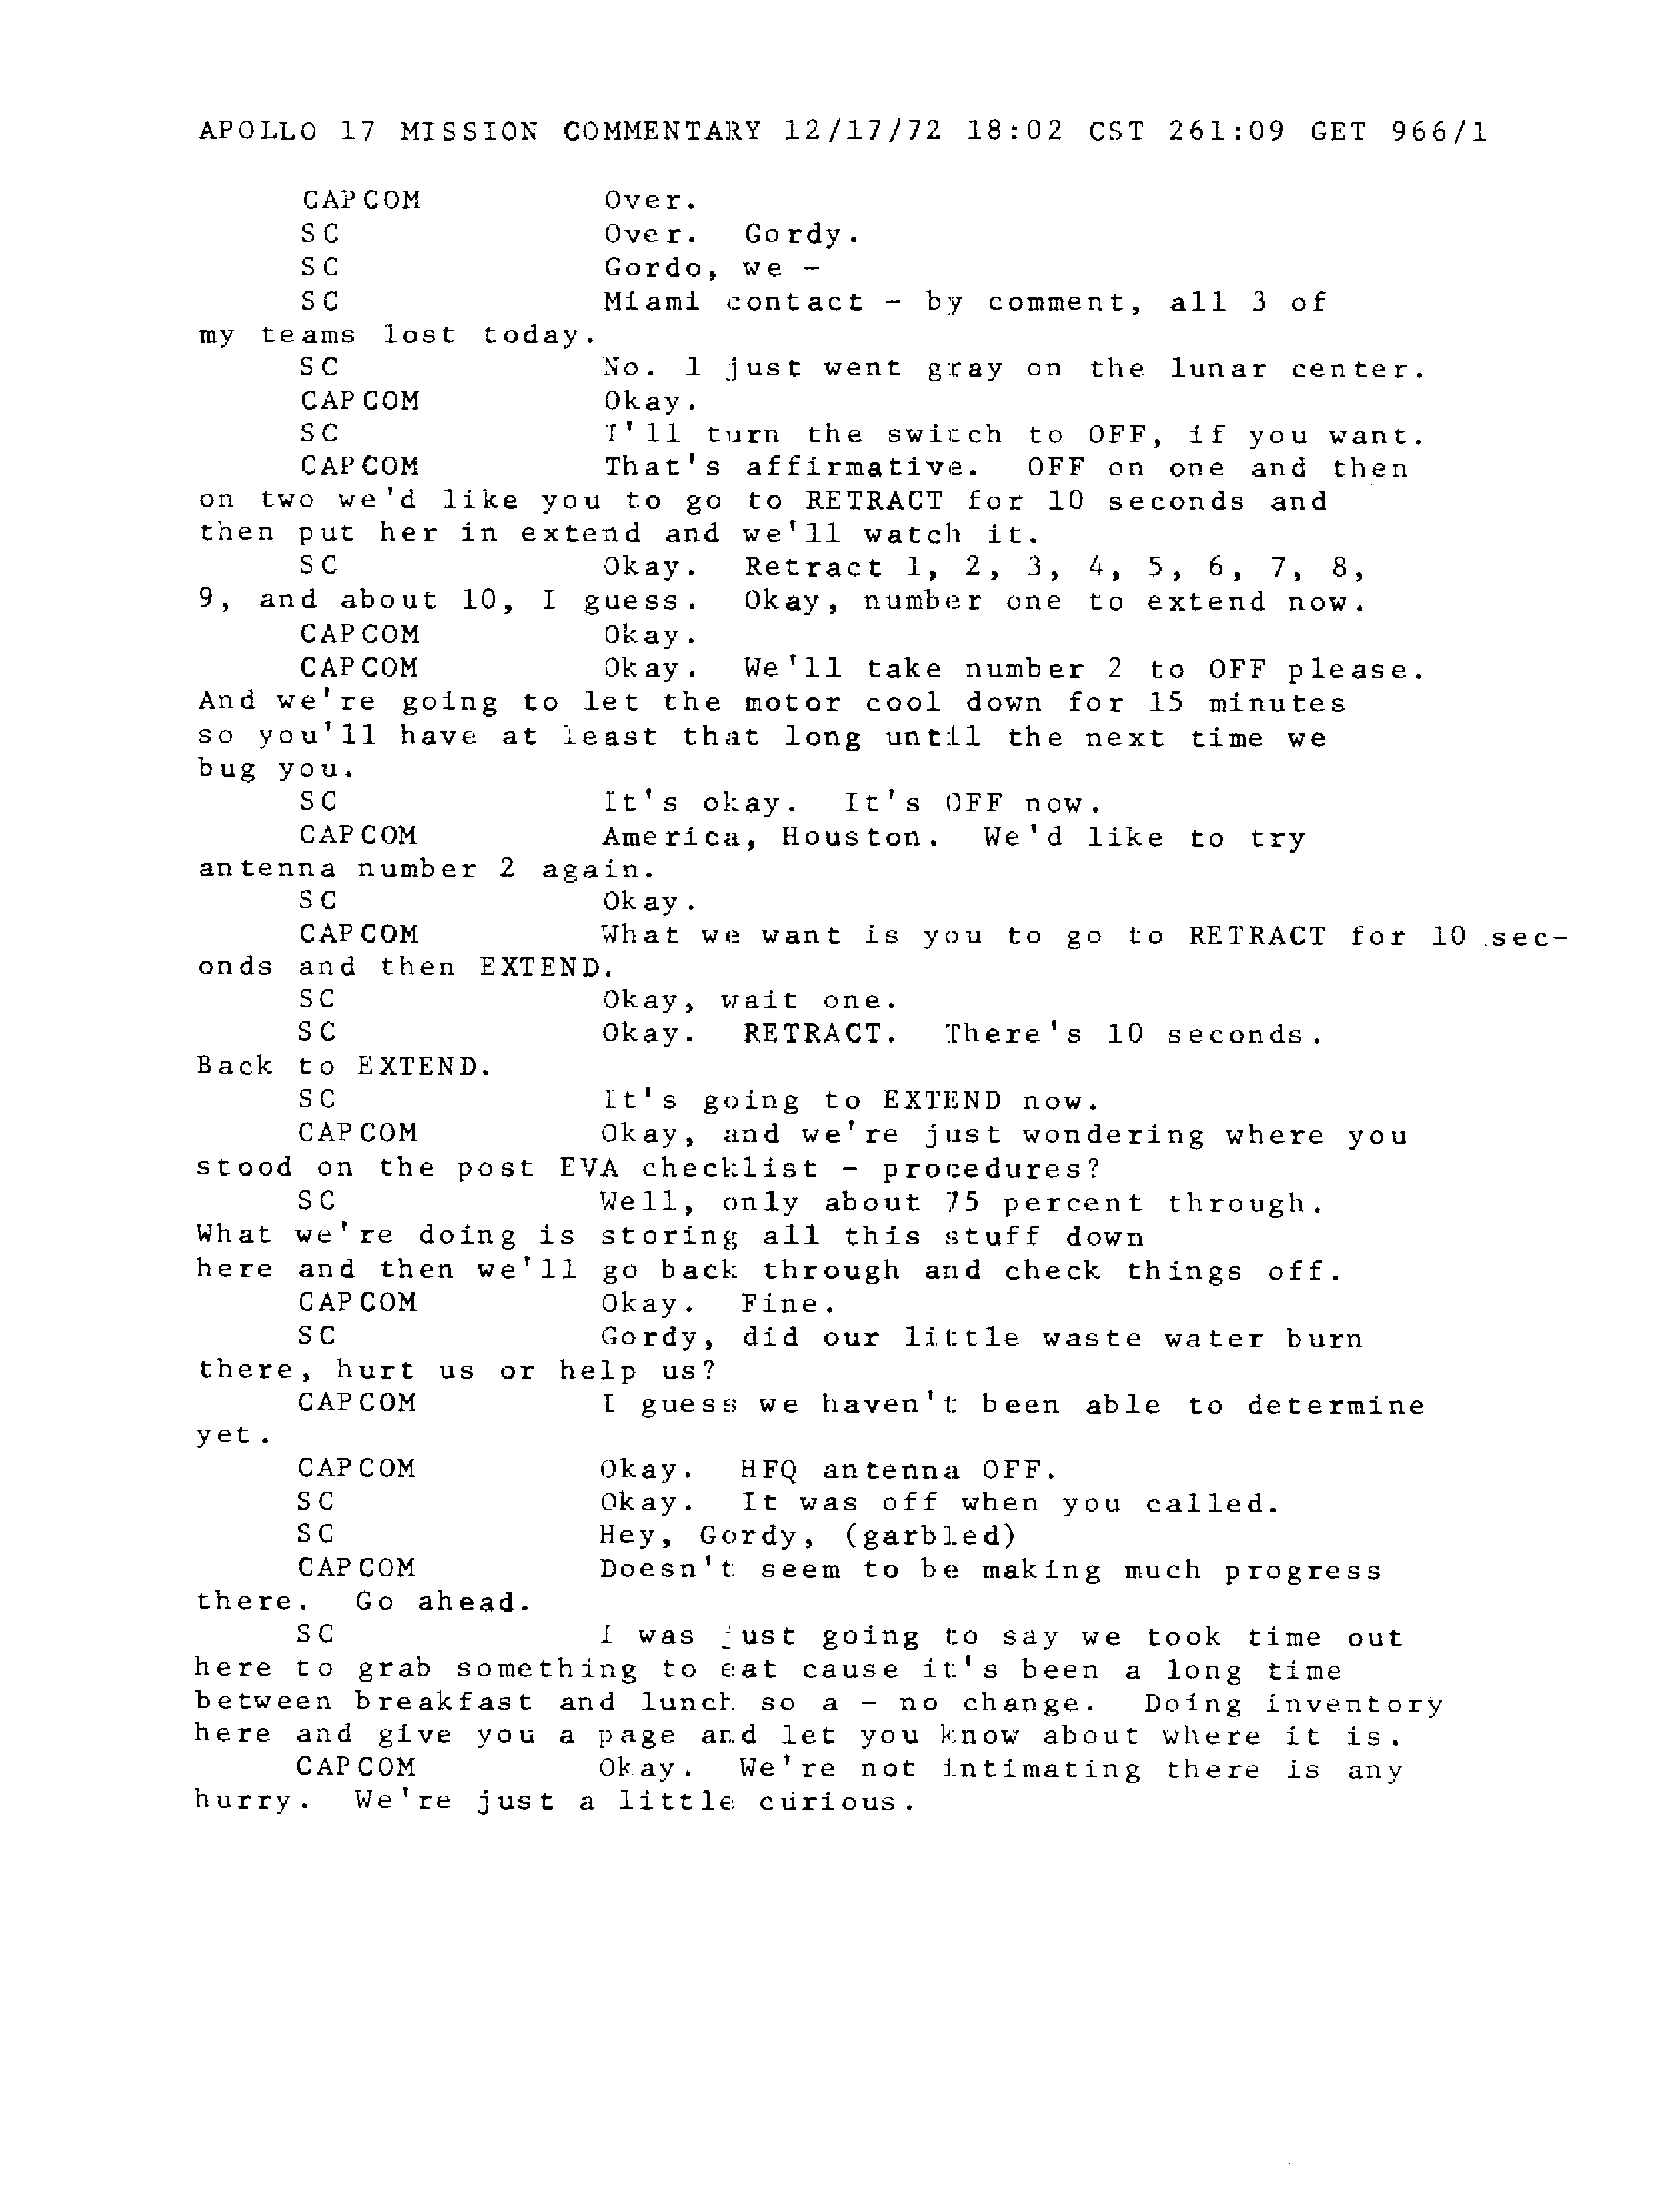 APOLLO 17 MISSION COMMENTARY 12/17/72 18:02 CST 261:09 GET 966/1
CAPCOM Over.
SC Over. Gordy.
SC Gordo, we -
SC Miami contact - by comment, all 3 of
my teams lost today.
SC No. 1 just went gray on the lunar center.
CAPCOM Okay.
SC I'll turn the switch to OFF, if you want.
CAPCOM That's affirmative. OFF on one and then
on two we'd like you to go to RETRACT for 10 seconds and
then put her in extend and we'll watch it.
SC Okay. Retract 1, 2, 3, 4, 5, 6, 7, 8,
9, and about 10, I guess. Okay, number one to extend now.
CAPCOM Okay.
CAPCOM Okay. We'll take number 2 to OFF please.
And we're going to let the motor cool down for 15 minutes
so you'll have at least that long until the next time we
bug you.
SC It's okay. It's OFF now.
CAPCOM America, Houston. We'd like to try
antenna number 2 again.
SC Okay.
CAPCOM What we want is you to go to RETRACT for 10 sec-
onds and then EXTEND.
SC Okay, wait one.
SC Okay. RETRACT. There's 10 seconds.
Back to EXTEND.
SC It's going to EXTEND now.
CAPCOM Okay, and we're just wondering where you
stood on the post EVA checklist - procedures?
SC Well, only about 75 percent through.
What we're doing is storing all this stuff down
here and then we'll go back through and check things off.
CAPCOM Okay. Fine.
SC Gordy, did our little waste water burn
there, hurt us or help us?
CAPCOM I guess we haven't been able to determine
yet.
CAPCOM Okay. HFQ antenna OFF.
SC Okay. It was off when you called.
SC Hey, Gordy, (garbled)
CAPCOM Doesn't seem to be making much progress
there. Go ahead.
SC I was just going to say we took time out
here to grab something to eat cause it's been a long time
between breakfast and lunch so a - no change. Doing inventory
here and give you a page and let you know about where it is.
CAPCOM Okay. We're not intimating there is any
hurry. We're just a little curious.